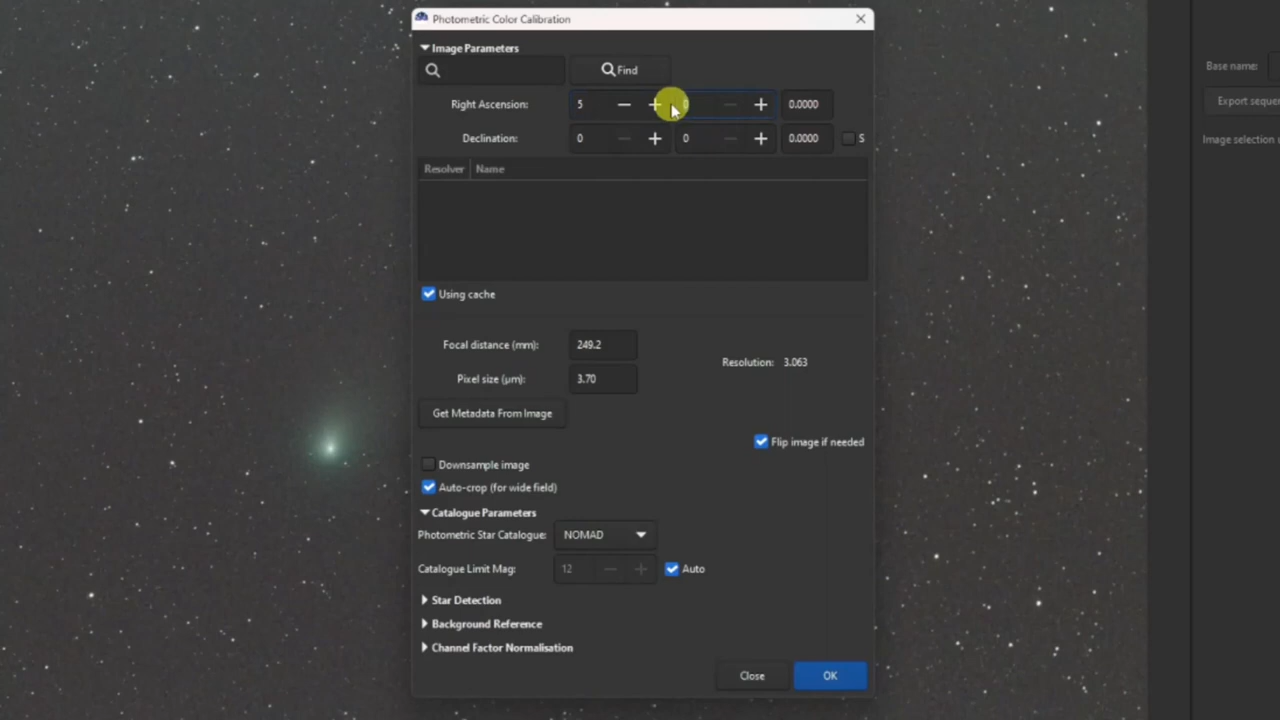 Photometric Color Calibration
Image Parameters
Find
Right Ascension: 5 0 0.0000
Declination: 0 0 0.0000 S
Resolver Name
Using cache
Focal distance (mm): 249.2
Resolution: 3.063
Pixel size (µm): 3.70
Get Metadata From Image
Flip image if needed
Downsample image
Auto-crop (for wide field)
Catalogue Parameters
Photometric Star Catalogue: NOMAD
Catalogue Limit Mag: 12 Auto
Star Detection
Background Reference
Channel Factor Normalisation
Close OK
Base name:
Export seque
Image selection